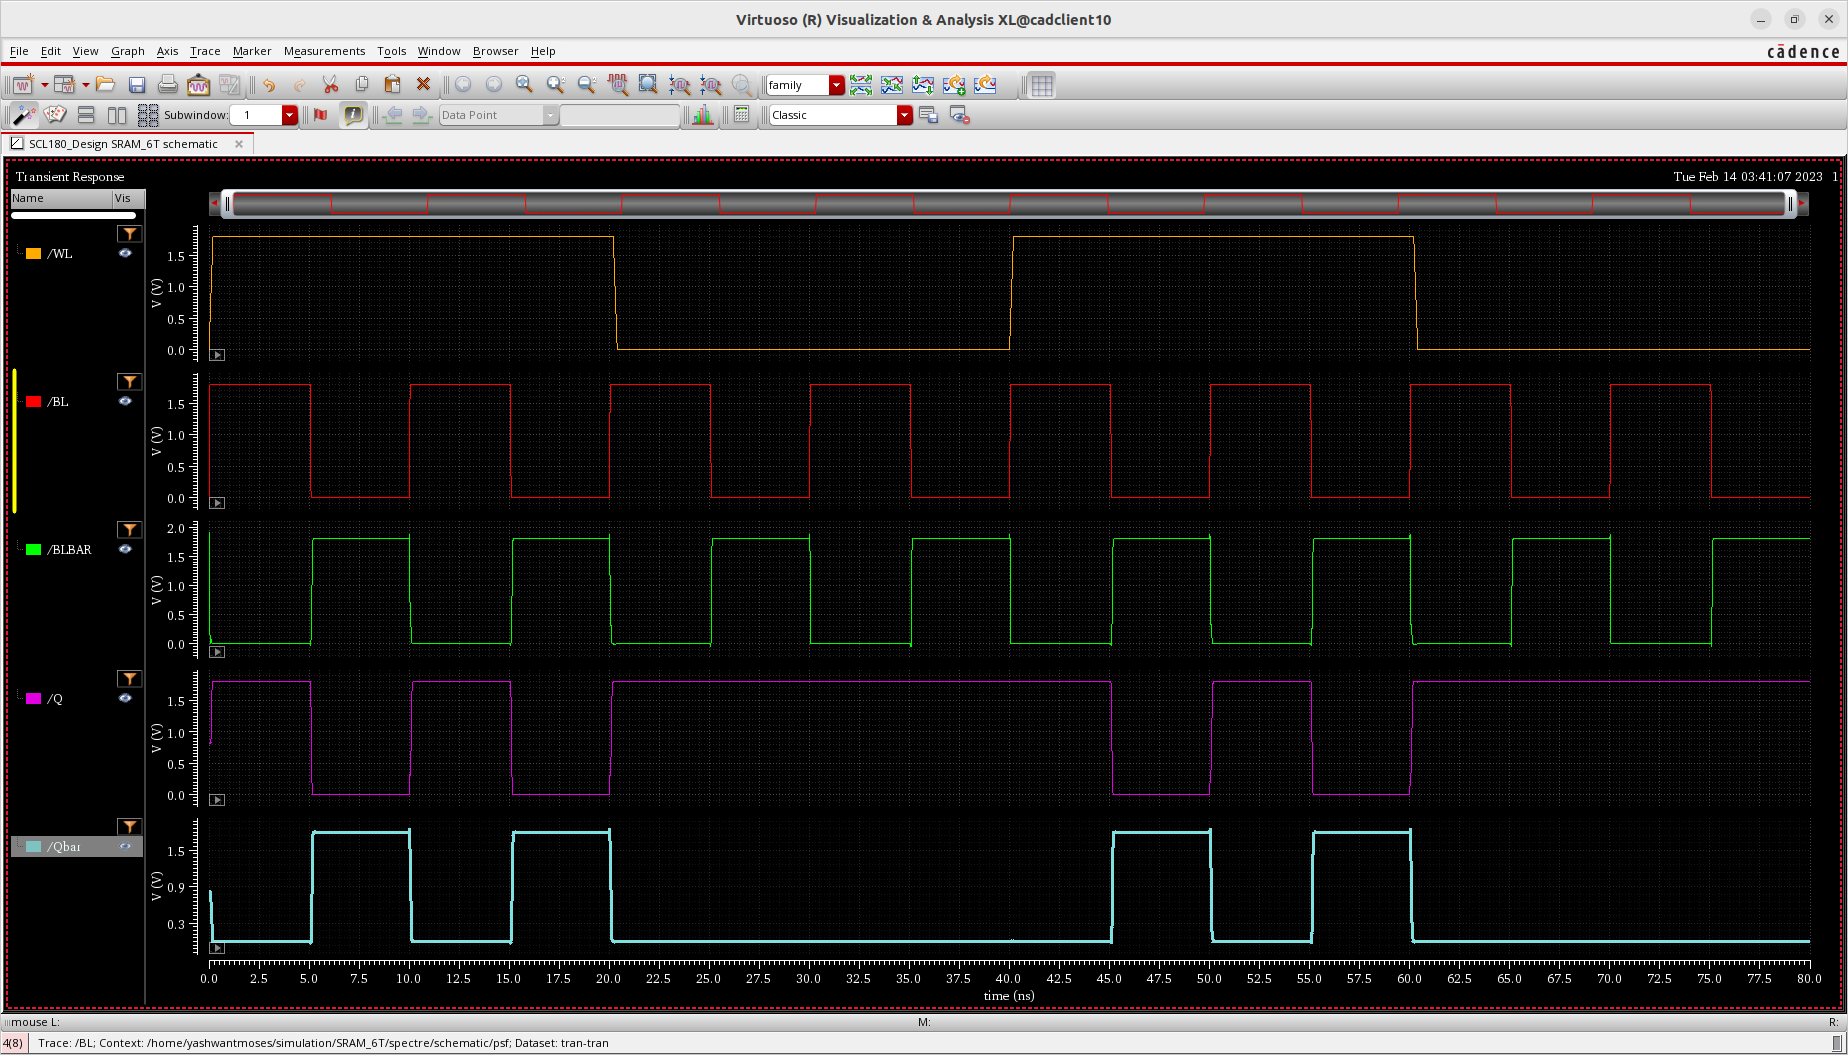 Virtuoso (R) Visualization & Analysis XL@cadclient10
File Edit View Graph Axis Trace Marker Measurements Tools Window Browser Help
cādence
family
Subwindow: 1
Data Point
Classic
SCL180_Design SRAM_6T schematic
Transient Response
Tue Feb 14 03:41:07 2023 1
Name Vis
/WL
V (V)
1.5
1.0
0.5
0.0
/BL
V (V)
1.5
1.0
0.5
0.0
/BLBAR
V (V)
2.0
1.5
1.0
0.5
0.0
/Q
V (V)
1.5
1.0
0.5
0.0
/Qbar
V (V)
1.5
0.9
0.3
0.0 2.5 5.0 7.5 10.0 12.5 15.0 17.5 20.0 22.5 25.0 27.5 30.0 32.5 35.0 37.5 40.0 42.5 45.0 47.5 50.0 52.5 55.0 57.5 60.0 62.5 65.0 67.5 70.0 72.5 75.0 77.5 80.0
time (ns)
mouse L: M: R:
4(8) Trace: /BL; Context: /home/yashwantmoses/simulation/SRAM_6T/spectre/schematic/psf; Dataset: tran-tran